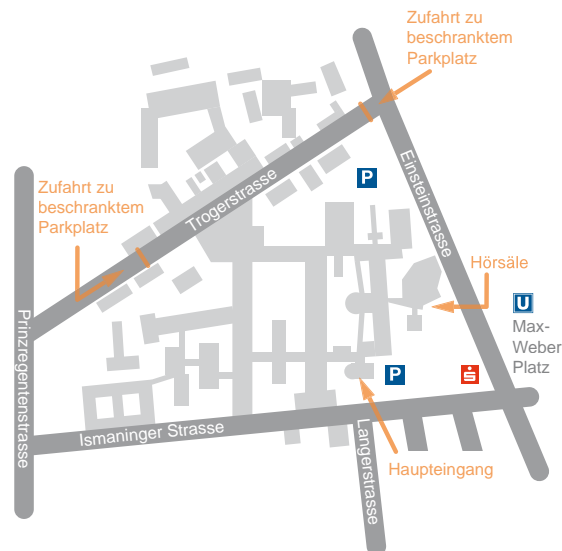 Zufahrt zu
beschranktem
Parkplatz
P
Einsteinstrasse
Zufahrt zu
beschranktem
Parkplatz
Trogerstrasse
Hörsäle
U
Max-
Weber
Platz
Prinzregentenstrasse
P
S
Ismaninger Strasse
Langerstrasse
Haupteingang